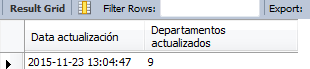 Result Grid Filter Rows: Export:
Data actualización Departamentos
actualizados
2015-11-23 13:04:47 9